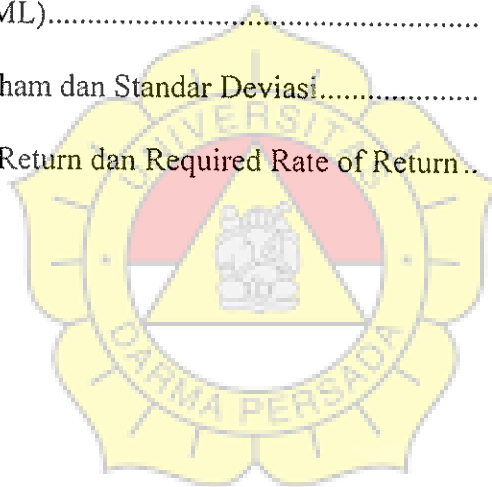 ML)................................................
ham dan Standar Deviasi..................
Return dan Required Rate of Return..
UNIVERSITAS
DARMA PERSADA